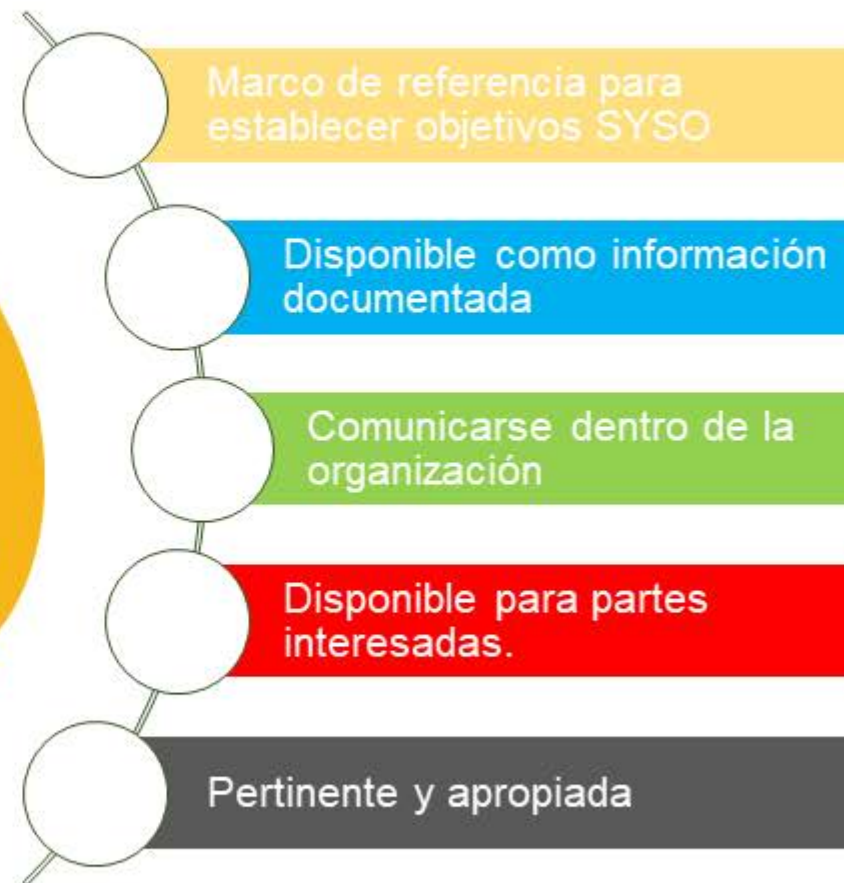 Marco de referencia para
establecer objetivos SYSO
Disponible como información
documentada
Comunicarse dentro de la
organización
Disponible para partes
interesadas.
Pertinente y apropiada